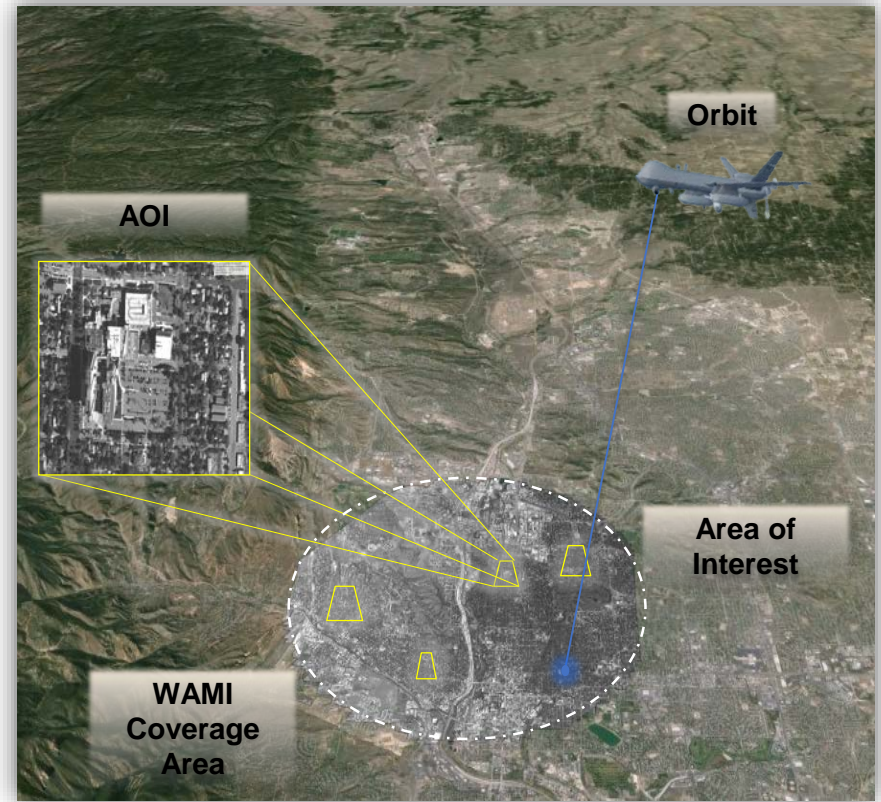 Orbit
AOI
Area of
Interest
WAMI
Coverage
Area